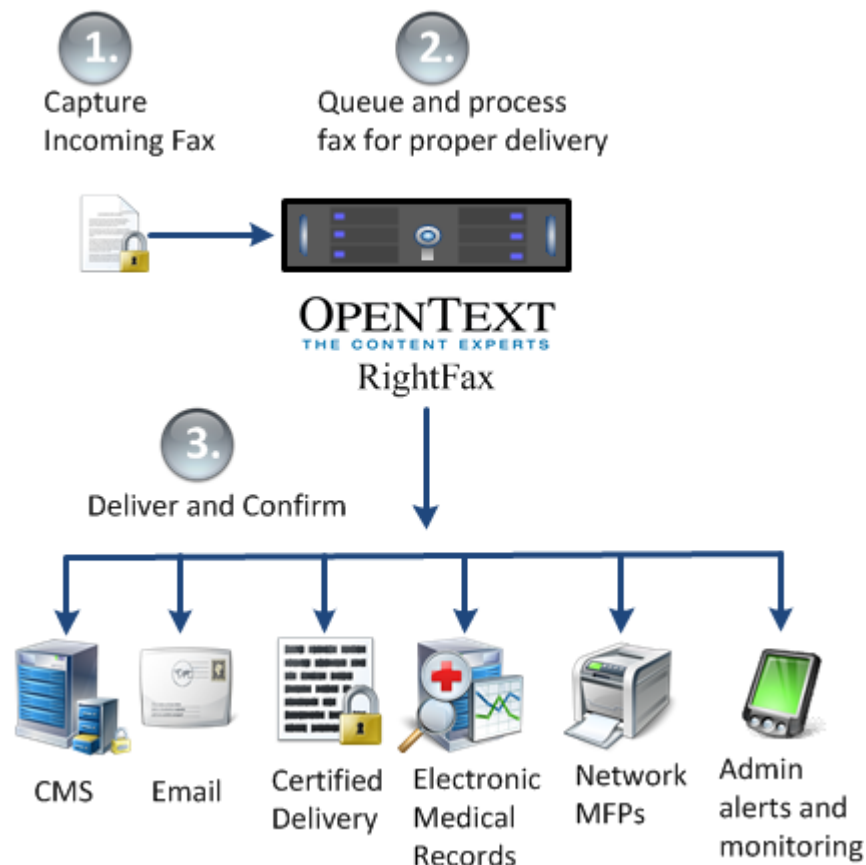 1.
2.
Capture
Incoming Fax
Queue and process
fax for proper delivery
OPENTEXT
THE CONTENT EXPERTS
RightFax
3.
Deliver and Confirm
CMS
Email
Certified
Delivery
Electronic
Medical
Records
Network
MFPs
Admin
alerts and
monitoring